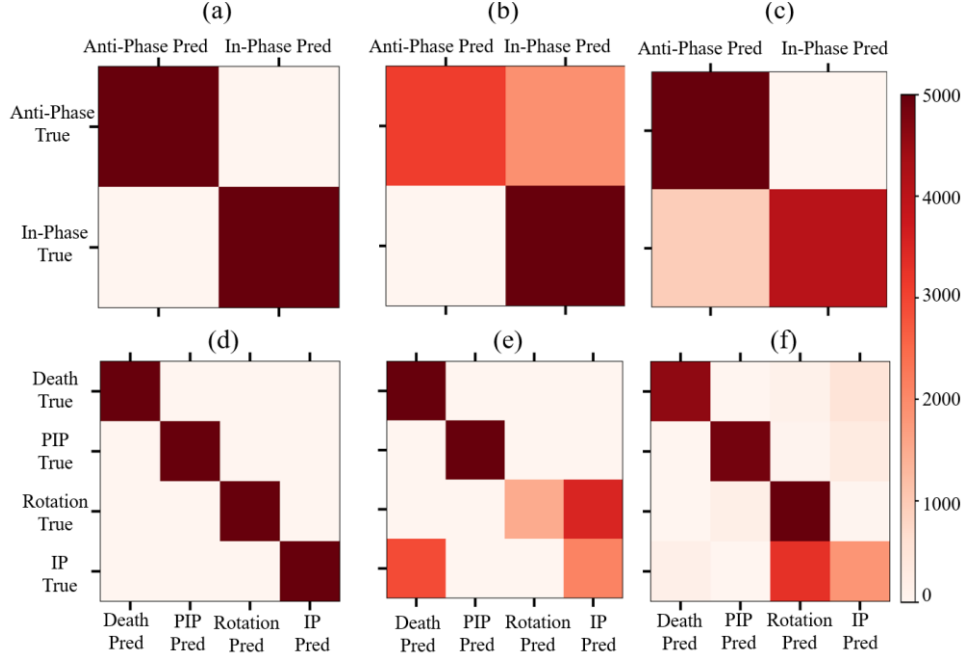 (a) (b) (c)
Anti-Phase Pred In-Phase Pred Anti-Phase Pred In-Phase Pred Anti-Phase Pred In-Phase Pred
Anti-Phase
True
In-Phase
True
5000
4000
3000
2000
1000
0
(d) (e) (f)
Death
True
PIP
True
Rotation
True
IP
True
Death PIP Rotation IP Death PIP Rotation IP Death PIP Rotation IP
Pred Pred Pred Pred Pred Pred Pred Pred Pred Pred Pred Pred